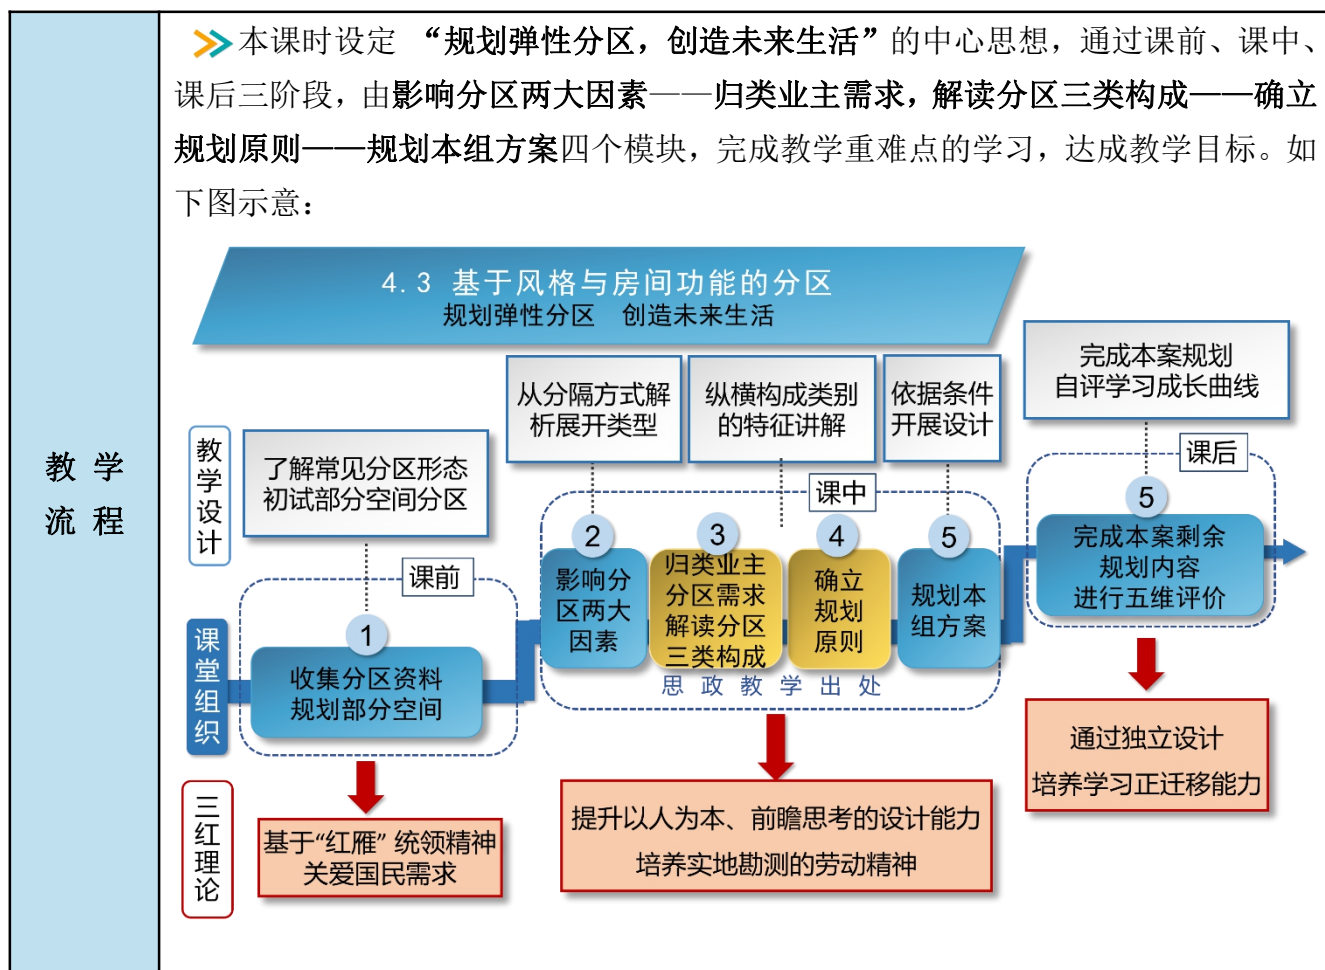 教 学
流 程
本课时设定 “规划弹性分区，创造未来生活”的中心思想，通过课前、课中、
课后三阶段，由影响分区两大因素——归类业主需求，解读分区三类构成——确立
规划原则——规划本组方案四个模块，完成教学重难点的学习，达成教学目标。如
下图示意：
4.3 基于风格与房间功能的分区
规划弹性分区 创造未来生活
教学设计
了解常见分区形态
初试部分空间分区
从分隔方式解
析展开类型
纵横构成类别
的特征讲解
依据条件
开展设计
完成本案规划
自评学习成长曲线
课堂组织
课前
1
收集分区资料
规划部分空间
课中
2
影响分
区两大
因素
3
归类业主
分区需求
解读分区
三类构成
4
确立
规划
原则
5
规划本
组方案
思政教学出处
课后
5
完成本案剩余
规划内容
进行五维评价
三红理论
基于“红雁” 统领精神
关爱国民需求
提升以人为本、前瞻思考的设计能力
培养实地勘测的劳动精神
通过独立设计
培养学习正迁移能力